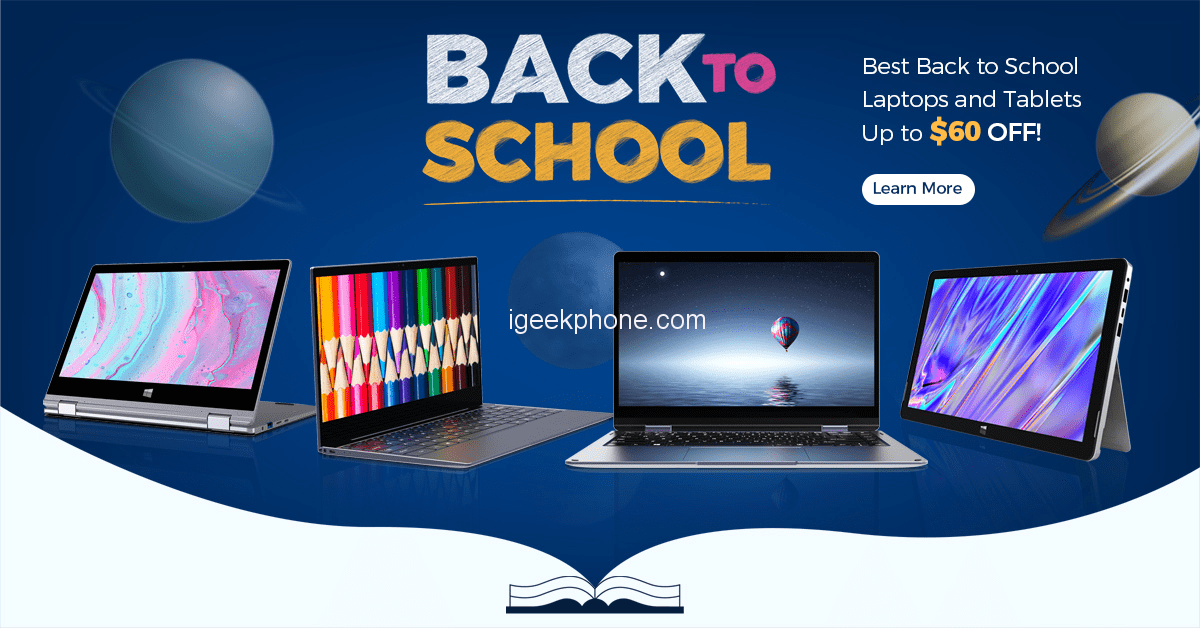 BACK TO
SCHOOL
Best Back to School
Laptops and Tablets
Up to $60 OFF!
Learn More
igeekphone.com